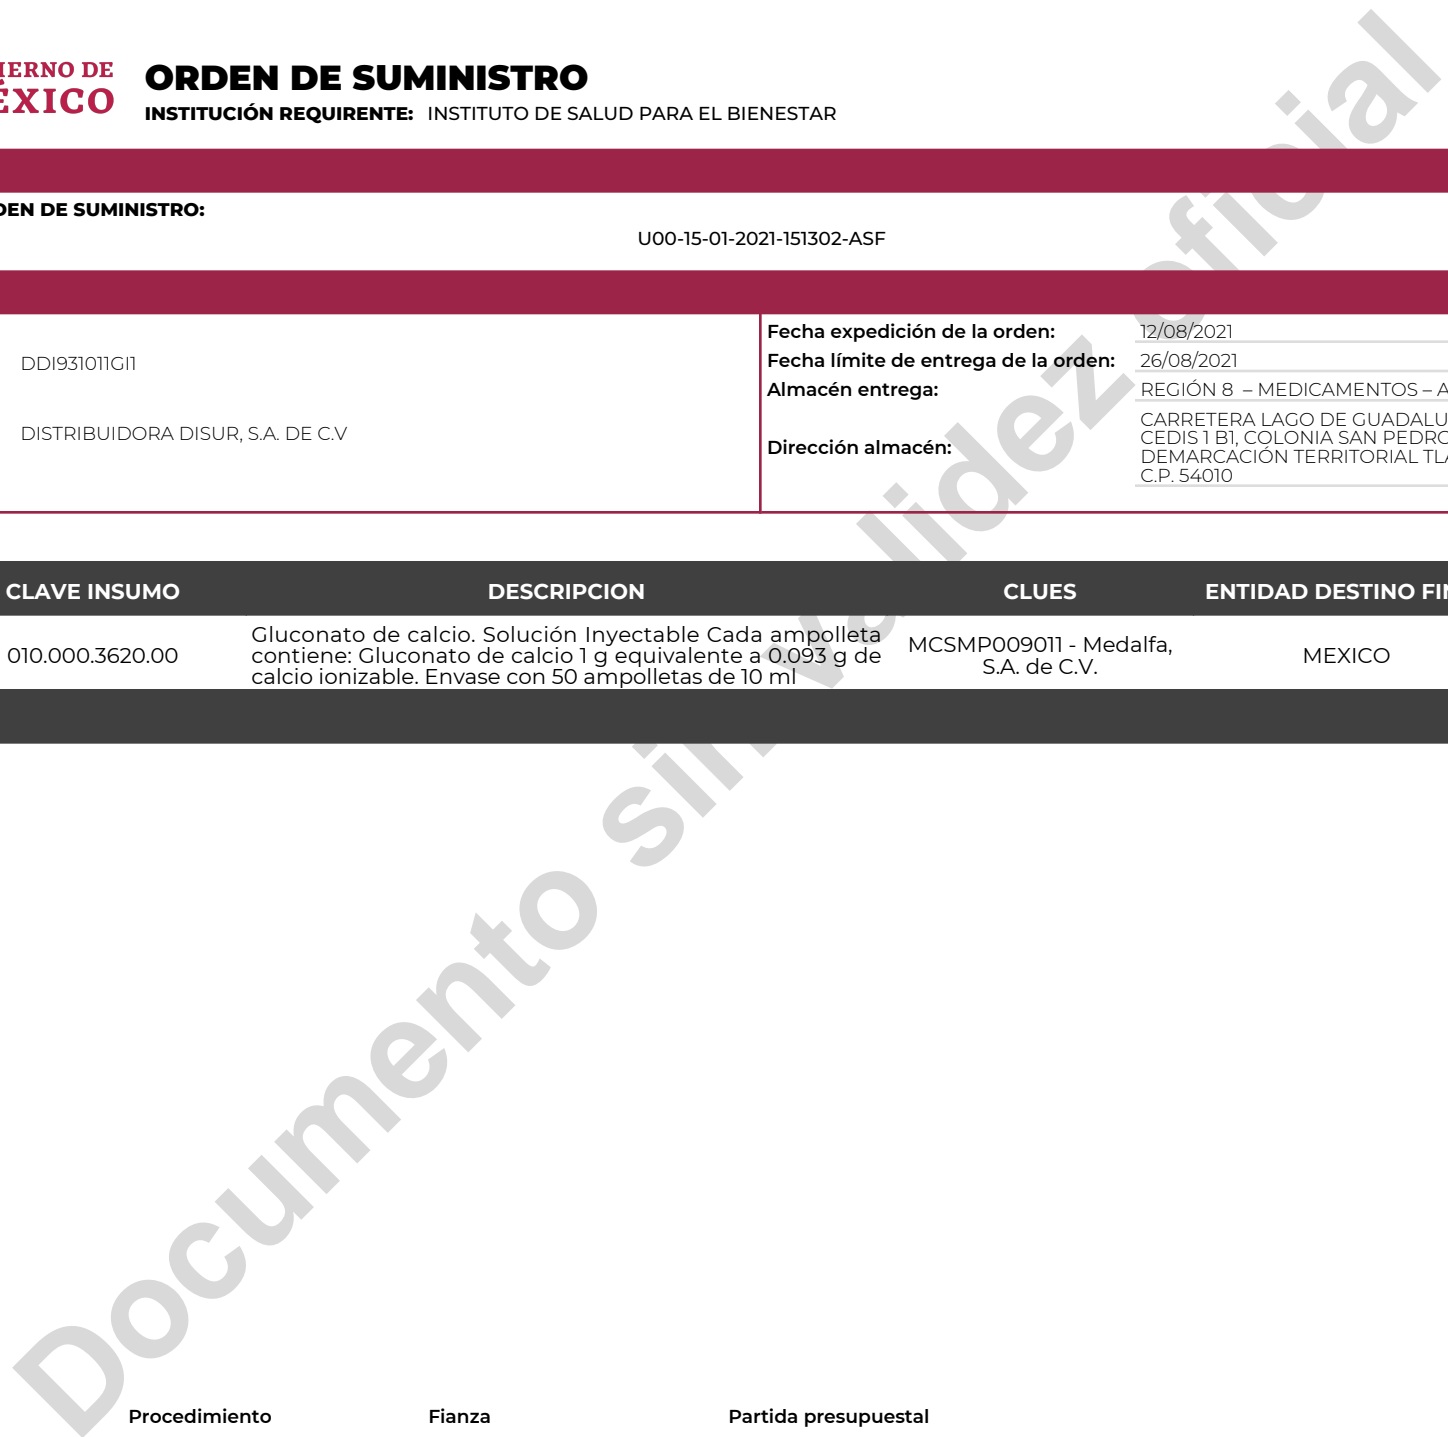 IERNO DE
ÉXICO
ORDEN DE SUMINISTRO
INSTITUCIÓN REQUIRENTE: INSTITUTO DE SALUD PARA EL BIENESTAR
DEN DE SUMINISTRO:
U00-15-01-2021-151302-ASF
DDI931011GI1
DISTRIBUIDORA DISUR, S.A. DE C.V
Fecha expedición de la orden: 12/08/2021
Fecha límite de entrega de la orden: 26/08/2021
Almacén entrega: REGIÓN 8 – MEDICAMENTOS – A
Dirección almacén:
CARRETERA LAGO DE GUADALU
CEDIS 1 B1, COLONIA SAN PEDRO
DEMARCACIÓN TERRITORIAL TLA
C.P. 54010
CLAVE INSUMO DESCRIPCION CLUES ENTIDAD DESTINO FIN
010.000.3620.00
Gluconato de calcio. Solución Inyectable Cada ampolleta
contiene: Gluconato de calcio 1 g equivalente a 0.093 g de
calcio ionizable. Envase con 50 ampolletas de 10 ml
MCSMP009011 - Medalfa,
S.A. de C.V.
MEXICO
Documento sin validez oficial
Procedimiento Fianza Partida presupuestal